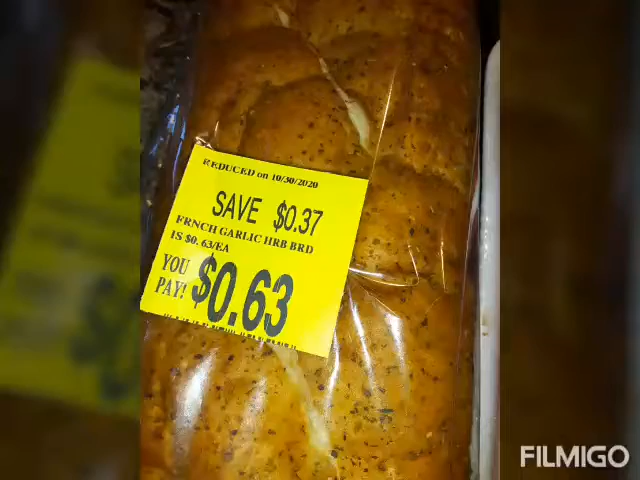 REDUCED on 10/30/2020
SAVE $0.37
FRNCH GARLIC HRB BRD
IS $0.63/EA
YOU PAY! $0.63
FILMIGO